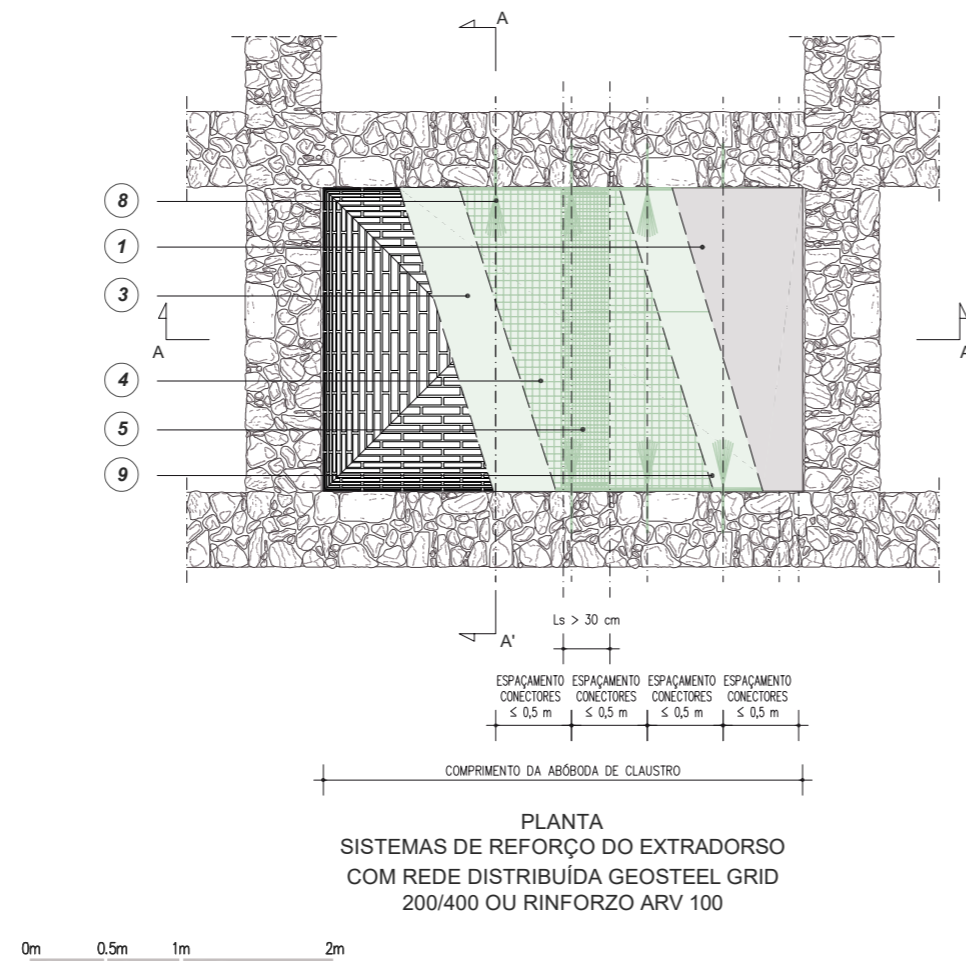 A
8
1
3
A
A
4
5
9
A'
Ls > 30 cm
ESPAÇAMENTO CONECTORES ≤ 0,5 m
ESPAÇAMENTO CONECTORES ≤ 0,5 m
ESPAÇAMENTO CONECTORES ≤ 0,5 m
ESPAÇAMENTO CONECTORES ≤ 0,5 m
COMPRIMENTO DA ABÓBODA DE CLAUSTRO
PLANTA
SISTEMAS DE REFORÇO DO EXTRADORSO
COM REDE DISTRIBUÍDA GEOSTEEL GRID
200/400 OU RINFORZO ARV 100
0m 0.5m 1m 2m